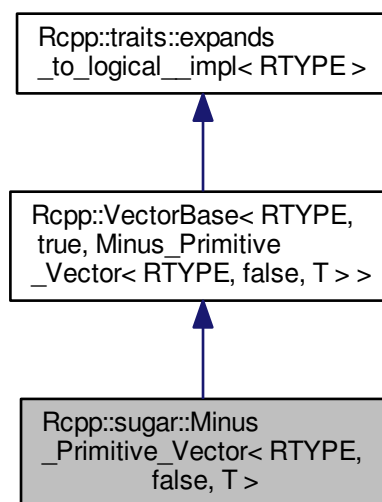 Rcpp::traits::expands
_to_logical__impl< RTYPE >
Rcpp::VectorBase< RTYPE,
true, Minus_Primitive
_Vector< RTYPE, false, T > >
Rcpp::sugar::Minus
_Primitive_Vector< RTYPE,
false, T >